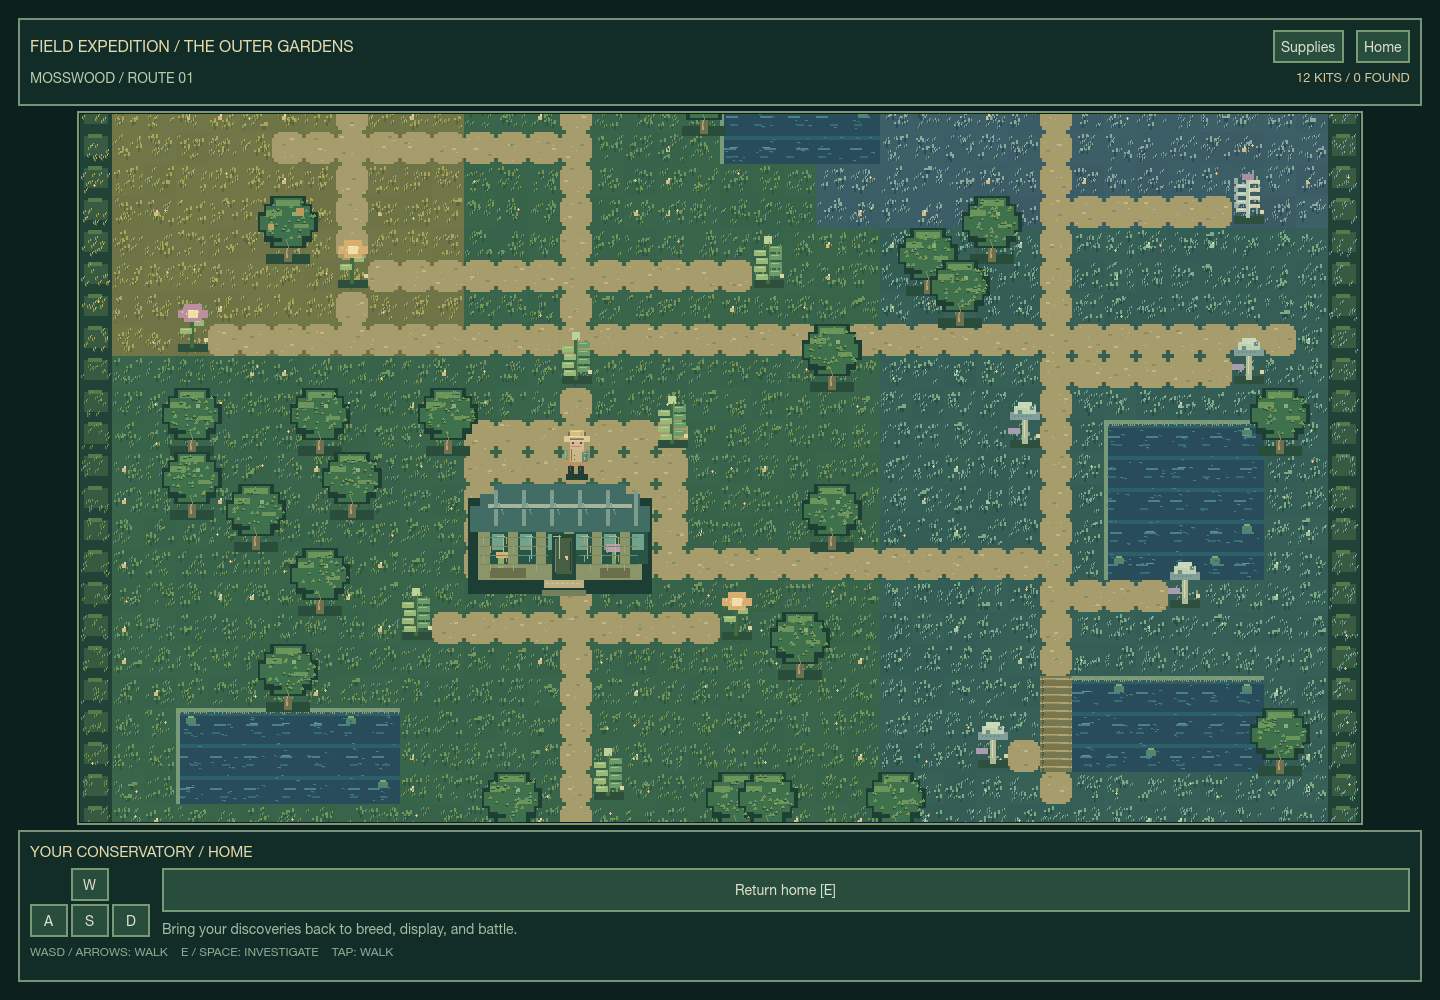 FIELD EXPEDITION / THE OUTER GARDENS
Supplies
Home
MOSSWOOD / ROUTE 01
12 KITS / 0 FOUND
YOUR CONSERVATORY / HOME
W
A
S
D
Return home [E]
Bring your discoveries back to breed, display, and battle.
WASD / ARROWS: WALK E / SPACE: INVESTIGATE TAP: WALK